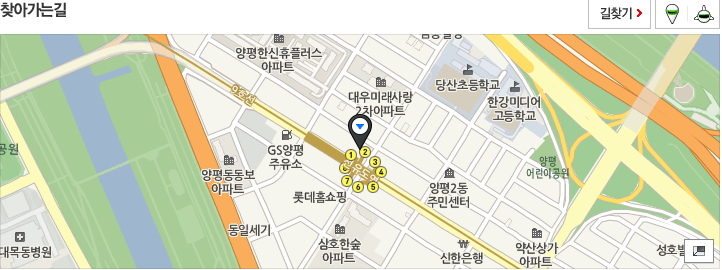 찾아가는길
길찾기
양평한신휴플러스
아파트
9호선
대우미래사랑
2차아파트
당산초등학교
한강미디어
고등학교
GS양평
주유소
1
2
3
4
5
6
7
8
선유도역
양평
어린이공원
공원
양평동동보
아파트
롯데홈쇼핑
양평2동
주민센터
동일세기
대목동병원
삼호한숲
아파트
신한은행
약산상가
아파트
성호빌